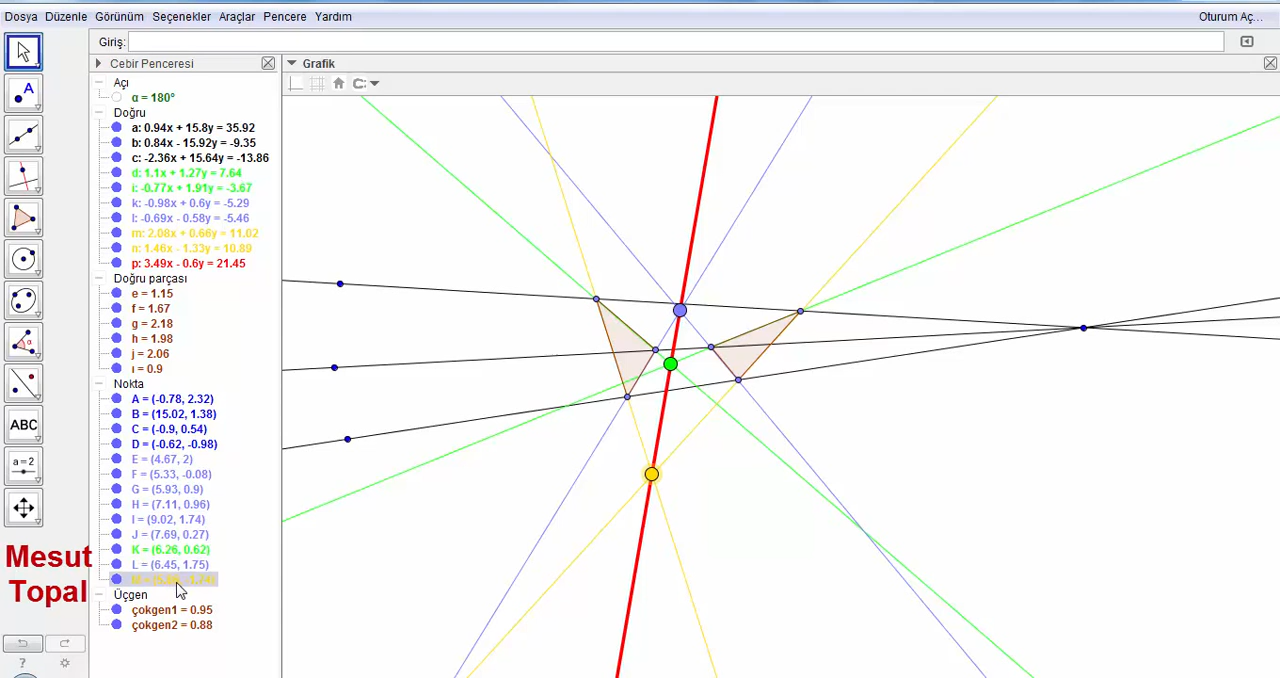 Dosya Düzenle Görünüm Seçenekler Araçlar Pencere Yardım Oturum Aç...
Giriş:
Cebir Penceresi
Grafik
Açı
α = 180°
Doğru
a: 0.94x + 15.8y = 35.92
b: 0.84x - 15.92y = -9.35
c: -2.36x + 15.64y = -13.86
d: 1.1x + 1.27y = 7.64
i: -0.77x + 1.91y = -3.67
k: -0.98x + 0.6y = -5.29
l: -0.69x - 0.58y = -5.46
m: 2.08x + 0.66y = 11.02
n: 1.46x - 1.33y = 10.89
p: 3.49x - 0.6y = 21.45
Doğru parçası
e = 1.15
f = 1.67
g = 2.18
h = 1.98
j = 2.06
ı = 0.9
Nokta
A = (-0.78, 2.32)
B = (15.02, 1.38)
C = (-0.9, 0.54)
D = (-0.62, -0.98)
E = (4.67, 2)
F = (5.33, -0.08)
G = (5.93, 0.9)
H = (7.11, 0.96)
I = (9.02, 1.74)
J = (7.69, 0.27)
K = (6.26, 0.62)
L = (6.45, 1.75)
Üçgen
çokgen1 = 0.95
çokgen2 = 0.88
A
α
ABC
a=2
Mesut
Topal
?